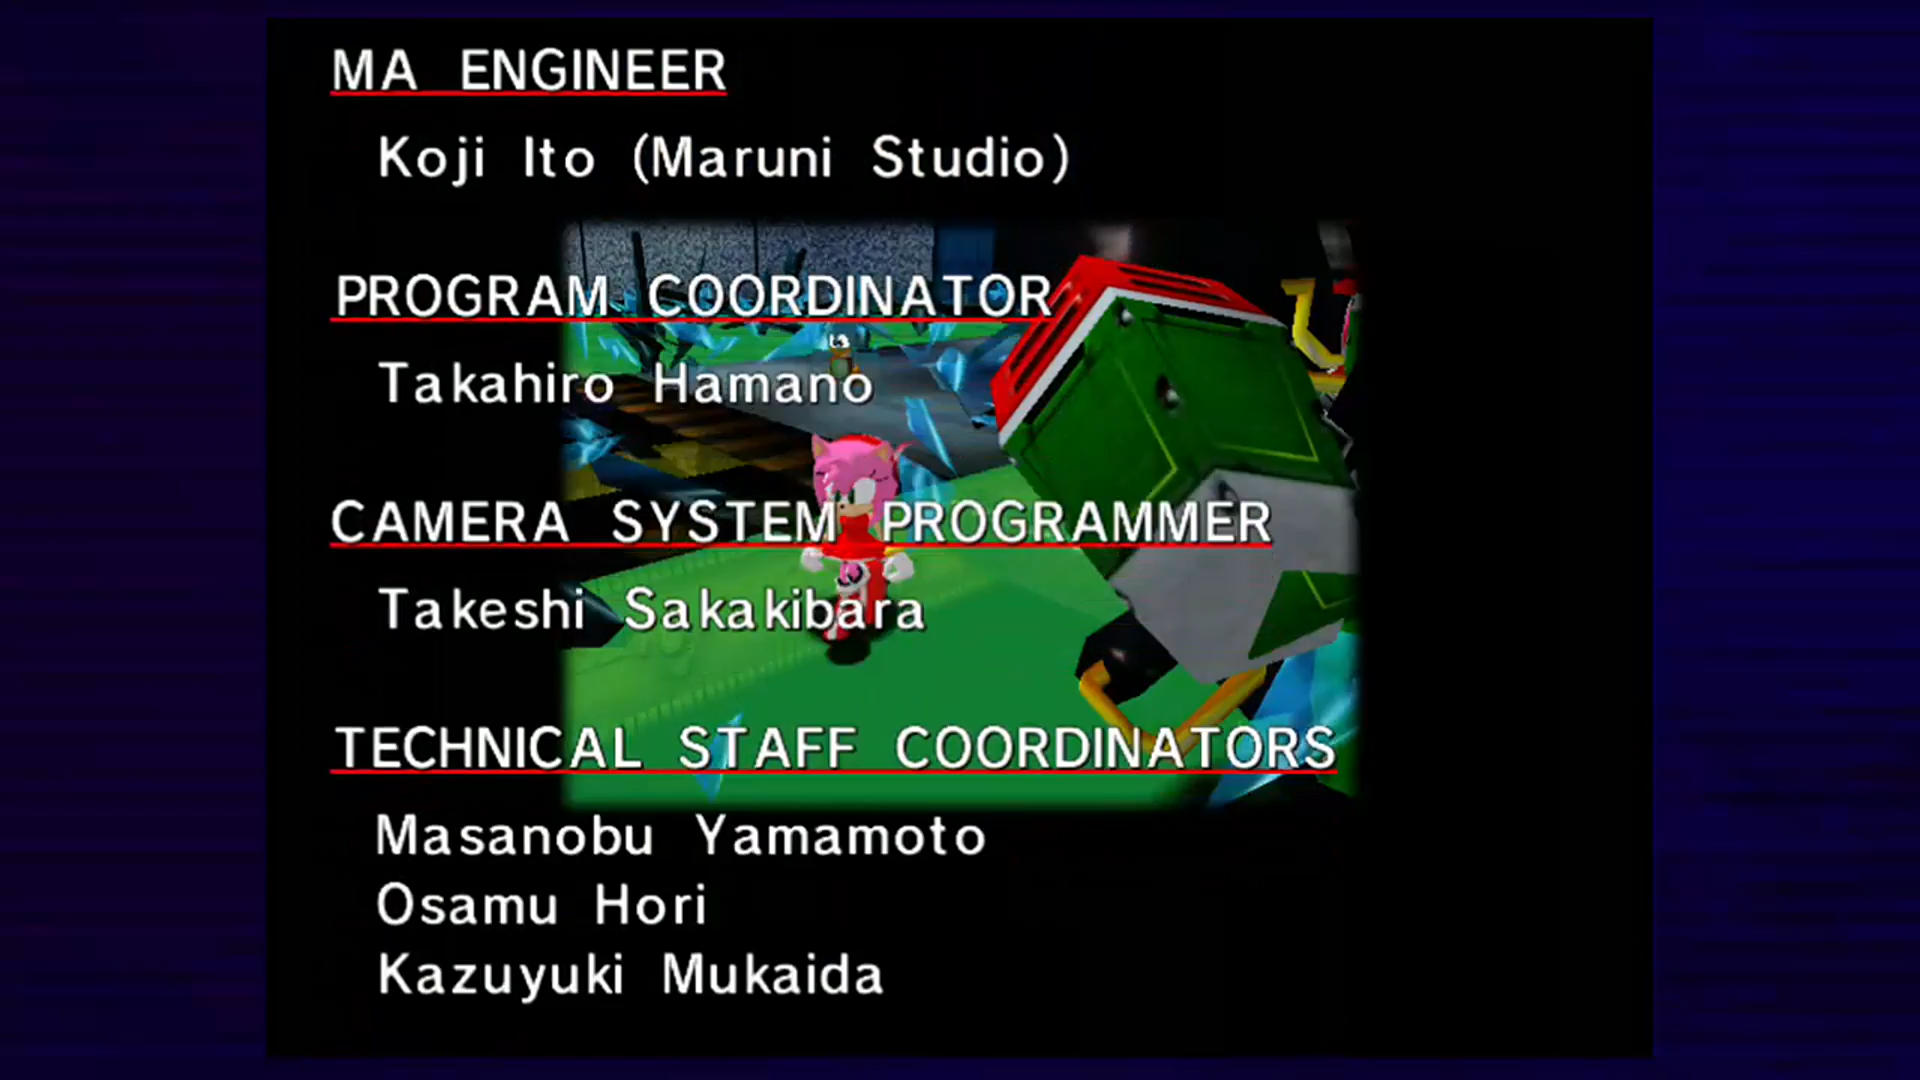 MA ENGINEER
Koji Ito (Maruni Studio)
PROGRAM COORDINATOR
Takahiro Hamano
CAMERA SYSTEM PROGRAMMER
Takeshi Sakakibara
TECHNICAL STAFF COORDINATORS
Masanobu Yamamoto
Osamu Hori
Kazuyuki Mukaida